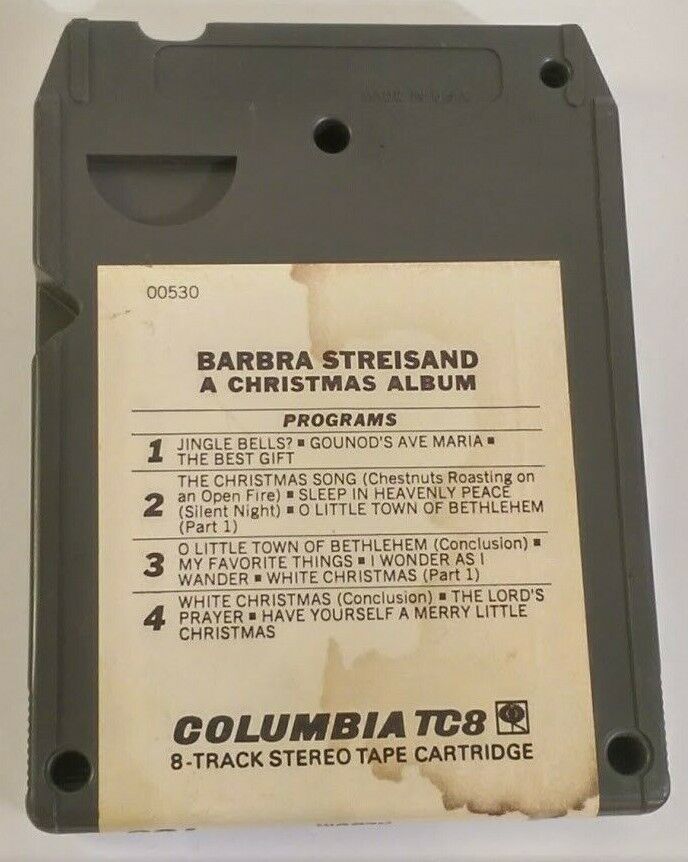 MADE IN U.S.A.
00530
BARBRA STREISAND
A CHRISTMAS ALBUM
PROGRAMS
1 JINGLE BELLS? ■ GOUNOD'S AVE MARIA ■
THE BEST GIFT
2 THE CHRISTMAS SONG (Chestnuts Roasting on
an Open Fire) ■ SLEEP IN HEAVENLY PEACE
(Silent Night) ■ O LITTLE TOWN OF BETHLEHEM
(Part 1)
3 O LITTLE TOWN OF BETHLEHEM (Conclusion) ■
MY FAVORITE THINGS ■ I WONDER AS I
WANDER ■ WHITE CHRISTMAS (Part 1)
4 WHITE CHRISTMAS (Conclusion) ■ THE LORD'S
PRAYER ■ HAVE YOURSELF A MERRY LITTLE
CHRISTMAS
COLUMBIA TC8
8-TRACK STEREO TAPE CARTRIDGE